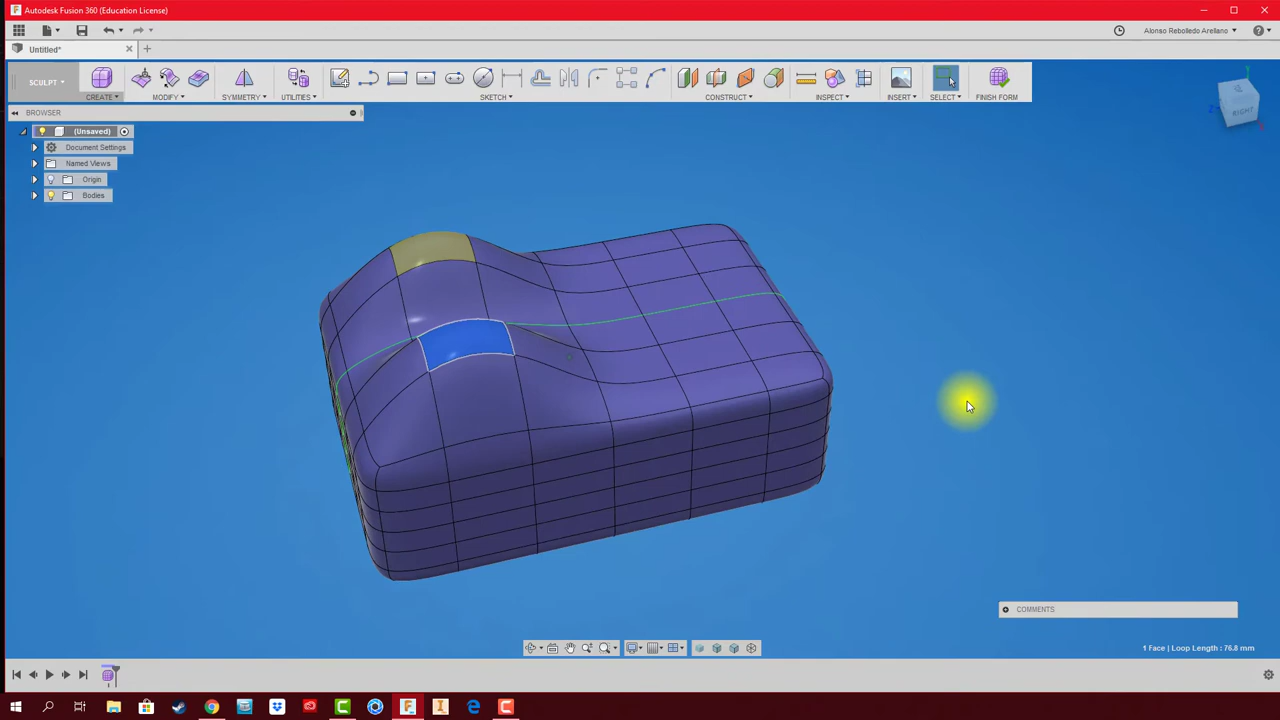 Autodesk Fusion 360 (Education License)
Alonso Rebolledo Arellano
Untitled*
SCULPT
CREATE
MODIFY
SYMMETRY
UTILITIES
SKETCH
CONSTRUCT
INSPECT
INSERT
SELECT
FINISH FORM
BROWSER
(Unsaved)
Document Settings
Named Views
Origin
Bodies
RIGHT
COMMENTS
1 Face | Loop Length : 76.8 mm